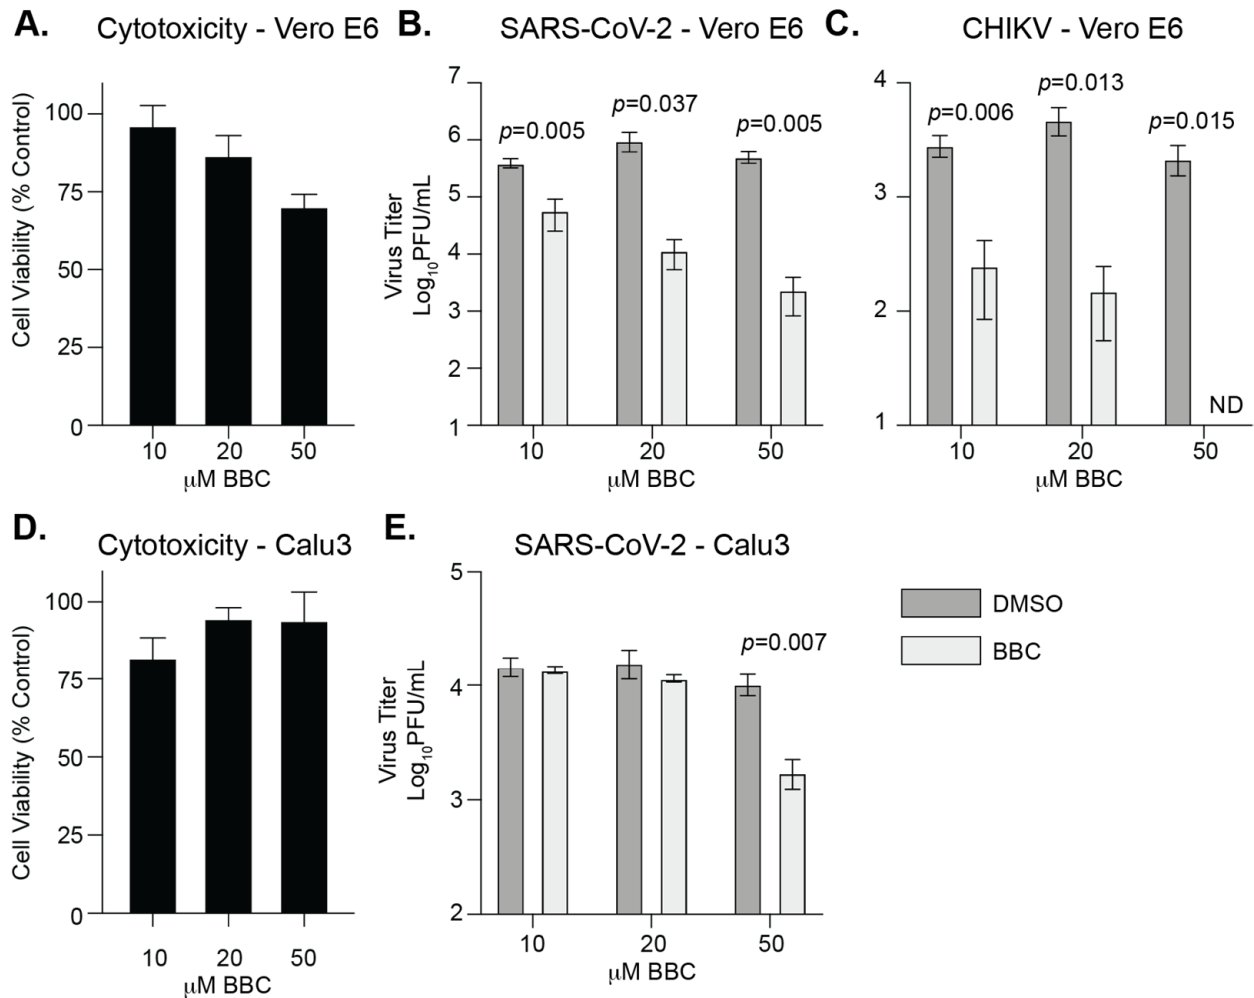 A. Cytotoxicity - Vero E6
Cell Viability (% Control)
100
75
50
25
0
10 20 50
μM BBC
B. SARS-CoV-2 - Vero E6
Virus Titer
Log10PFU/mL
7
6
5
4
3
2
1
p=0.005
p=0.037
p=0.005
10 20 50
μM BBC
C. CHIKV - Vero E6
4
3
2
1
p=0.006
p=0.013
p=0.015
ND
10 20 50
μM BBC
D. Cytotoxicity - Calu3
Cell Viability (% Control)
100
75
50
25
0
10 20 50
μM BBC
E. SARS-CoV-2 - Calu3
Virus Titer
Log10PFU/mL
5
4
3
2
p=0.007
10 20 50
μM BBC
DMSO
BBC